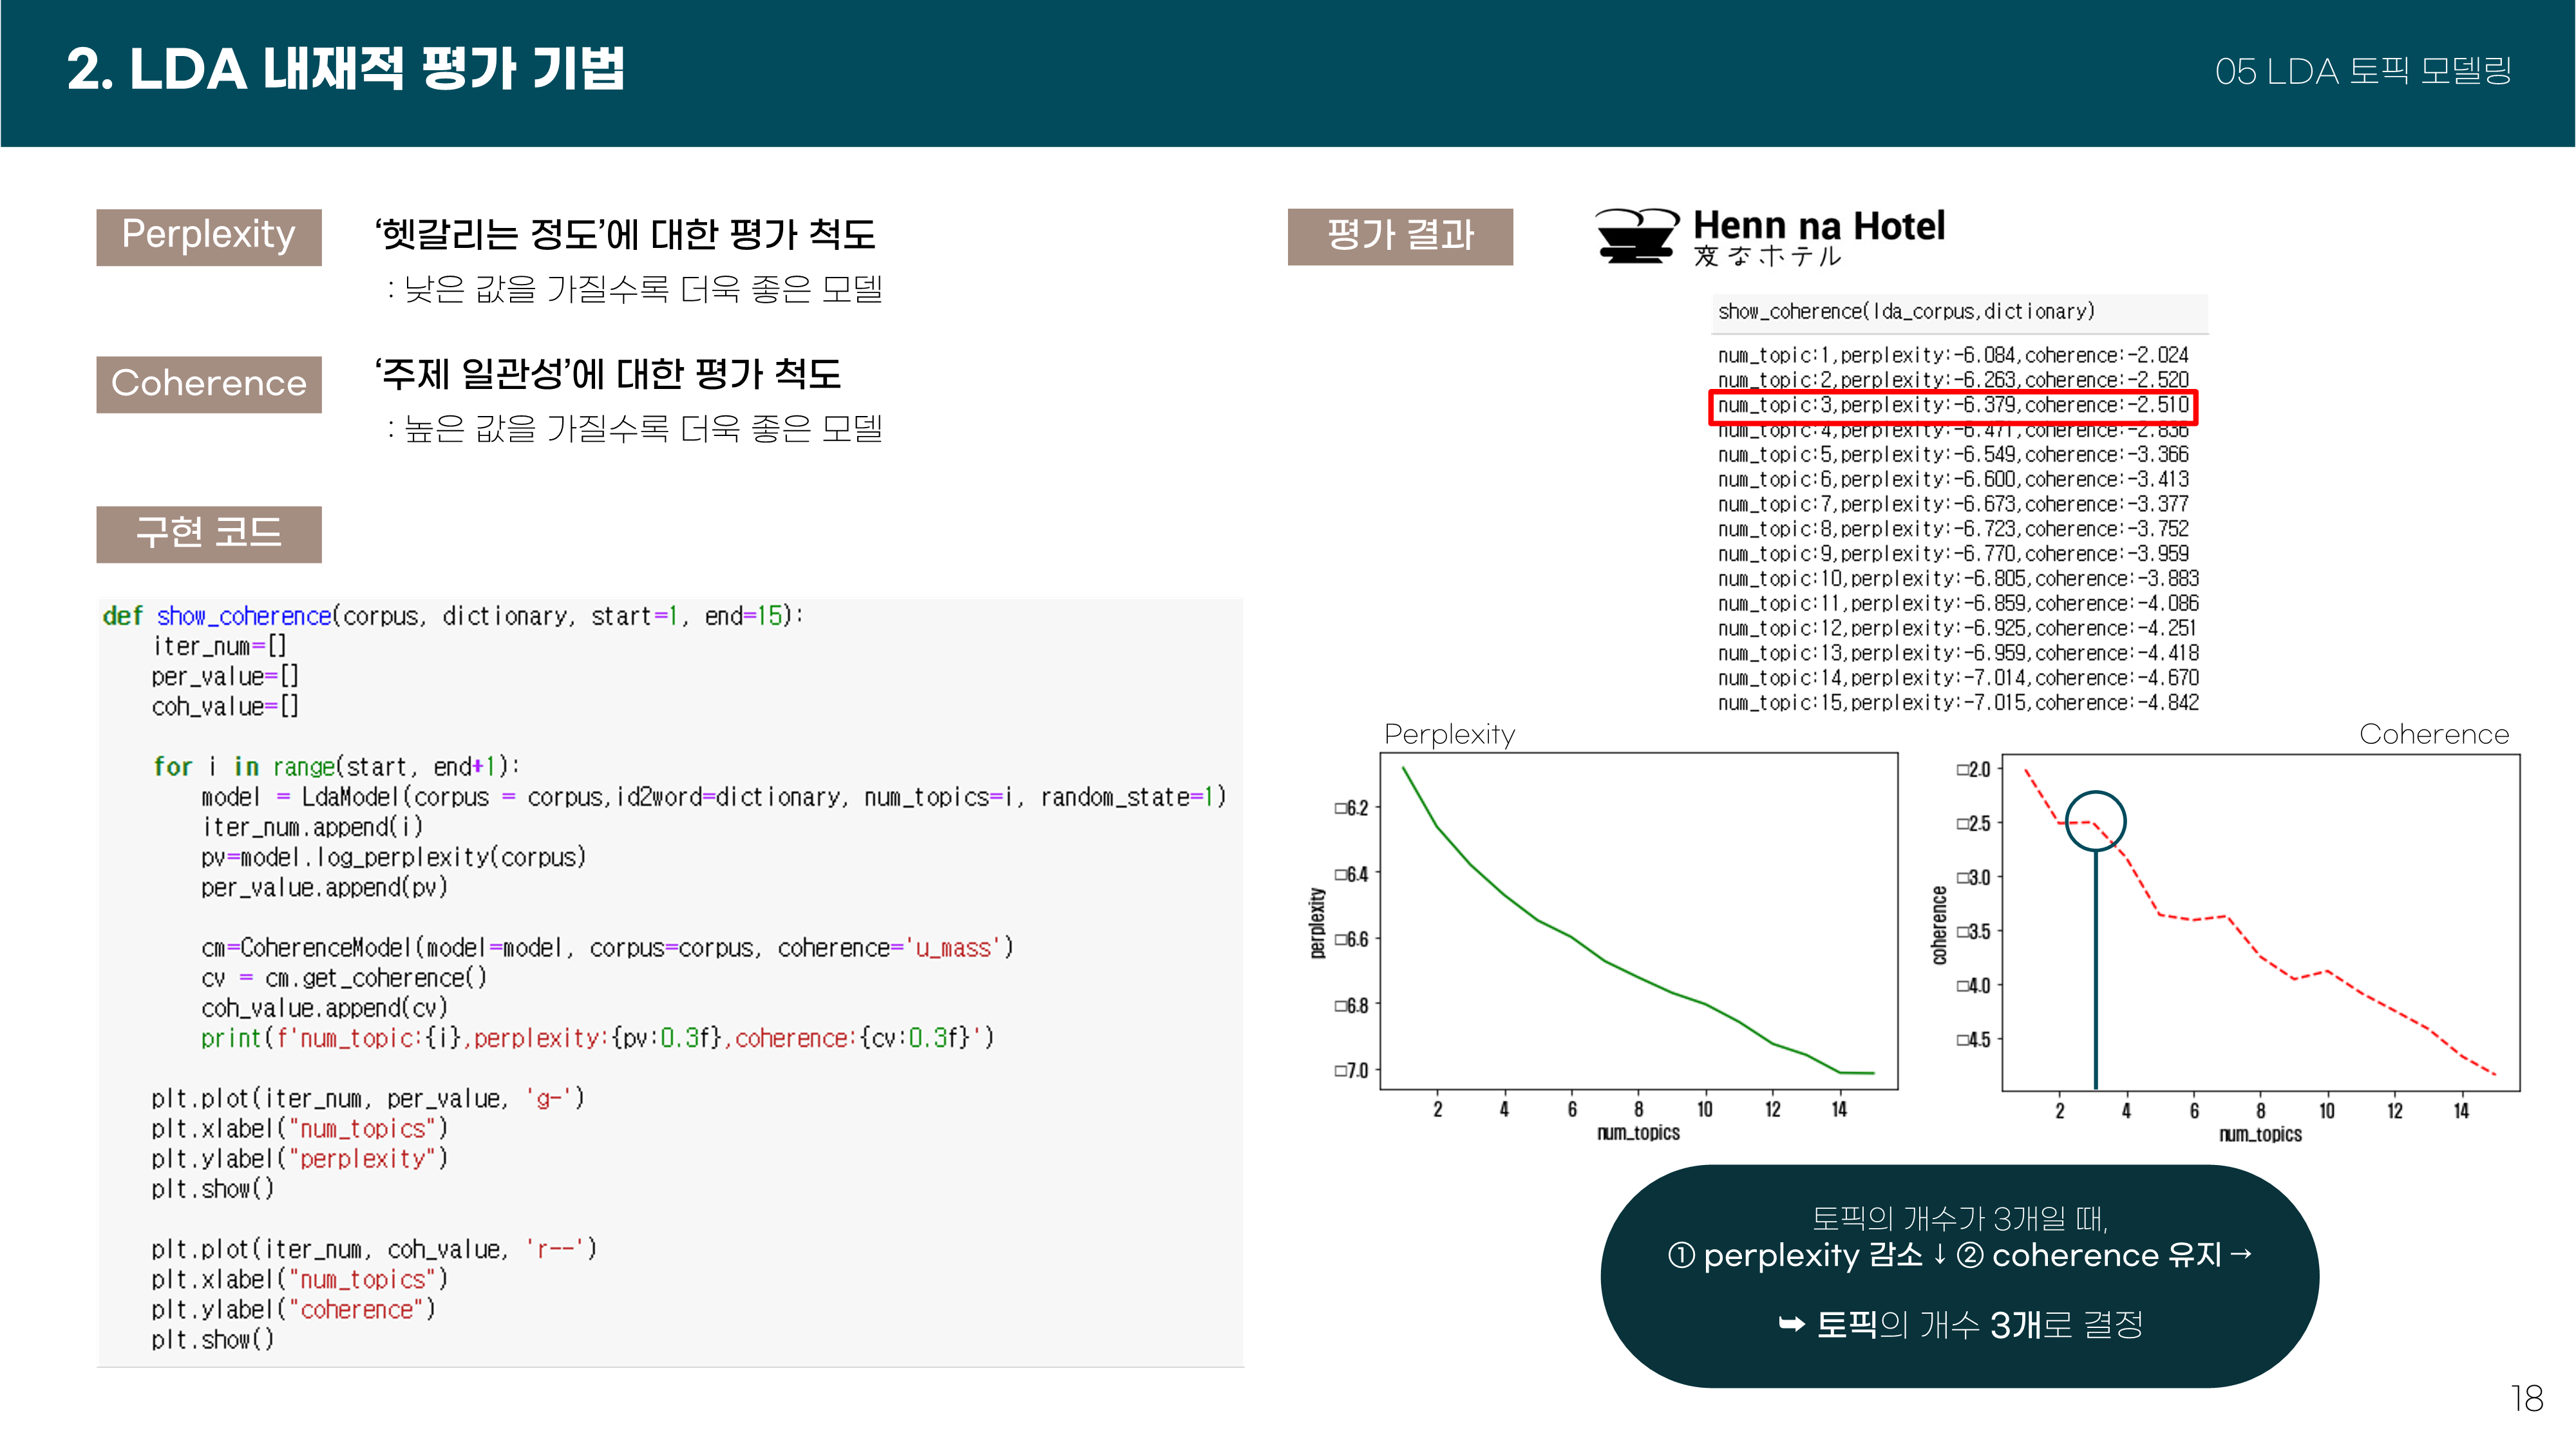 2. LDA 내재적 평가 기법
05 LDA 토픽 모델링
Perplexity
‘헷갈리는 정도’에 대한 평가 척도
: 낮은 값을 가질수록 더욱 좋은 모델
Coherence
‘주제 일관성’에 대한 평가 척도
: 높은 값을 가질수록 더욱 좋은 모델
구현 코드
def show_coherence(corpus, dictionary, start=1, end=15):
iter_num=[]
per_value=[]
coh_value=[]
for i in range(start, end+1):
model = LdaModel(corpus = corpus,id2word=dictionary, num_topics=i, random_state=1)
iter_num.append(i)
pv=model.log_perplexity(corpus)
per_value.append(pv)
cm=CoherenceModel(model=model, corpus=corpus, coherence='u_mass')
cv = cm.get_coherence()
coh_value.append(cv)
print(f'num_topic:{i},perplexity:{pv:0.3f},coherence:{cv:0.3f}')
plt.plot(iter_num, per_value, 'g-')
plt.xlabel("num_topics")
plt.ylabel("perplexity")
plt.show()
plt.plot(iter_num, coh_value, 'r--')
plt.xlabel("num_topics")
plt.ylabel("coherence")
plt.show()
평가 결과
Henn na Hotel
変なホテル
show_coherence(lda_corpus,dictionary)
num_topic:1,perplexity:-6.084,coherence:-2.024
num_topic:2,perplexity:-6.263,coherence:-2.520
num_topic:3,perplexity:-6.379,coherence:-2.510
num_topic:4,perplexity:-6.471,coherence:-2.836
num_topic:5,perplexity:-6.549,coherence:-3.366
num_topic:6,perplexity:-6.600,coherence:-3.413
num_topic:7,perplexity:-6.673,coherence:-3.377
num_topic:8,perplexity:-6.723,coherence:-3.752
num_topic:9,perplexity:-6.770,coherence:-3.959
num_topic:10,perplexity:-6.805,coherence:-3.883
num_topic:11,perplexity:-6.859,coherence:-4.086
num_topic:12,perplexity:-6.925,coherence:-4.251
num_topic:13,perplexity:-6.959,coherence:-4.418
num_topic:14,perplexity:-7.014,coherence:-4.670
num_topic:15,perplexity:-7.015,coherence:-4.842
Perplexity
□6.2
□6.4
□6.6
□6.8
□7.0
perplexity
2 4 6 8 10 12 14
num_topics
Coherence
□2.0
□2.5
□3.0
□3.5
□4.0
□4.5
coherence
2 4 6 8 10 12 14
num_topics
토픽의 개수가 3개일 때,
① perplexity 감소 ↓ ② coherence 유지 →
➥ 토픽의 개수 3개로 결정
18